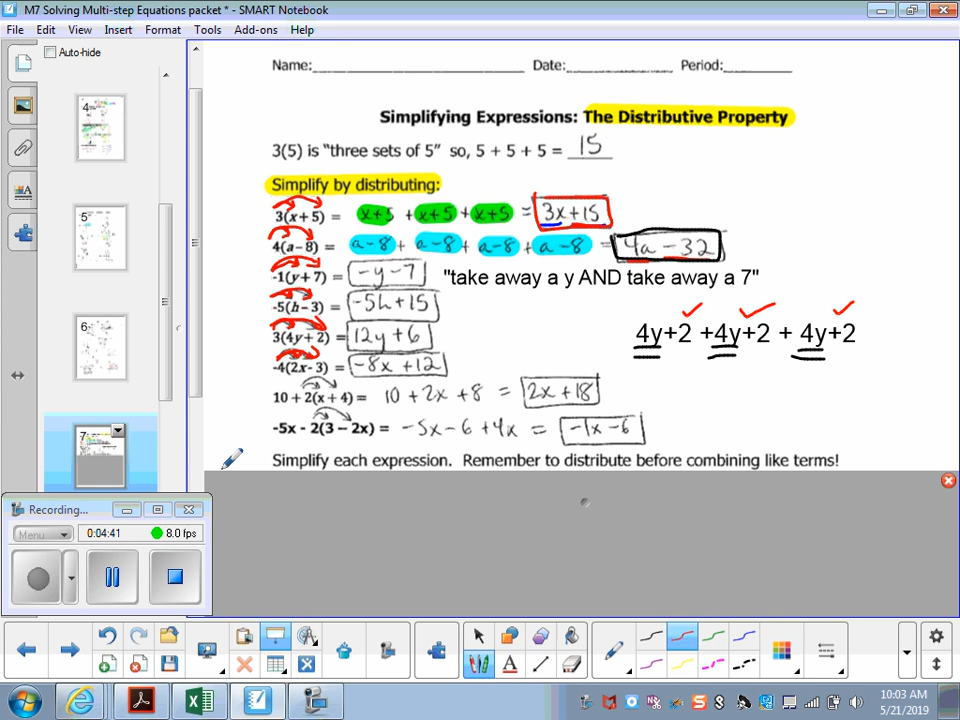 M7 Solving Multi-step Equations packet * - SMART Notebook
File Edit View Insert Format Tools Add-ons Help
Auto-hide
Name: Date: Period:
Simplifying Expressions: The Distributive Property
3(5) is "three sets of 5" so, 5 + 5 + 5 = 15
Simplify by distributing:
3(x + 5) = x+5 + x+5 + x+5 = 3x+15
4(a – 8) = a-8 + a-8 + a-8 + a-8 = 4a - 32
-1(y + 7) = -y - 7 "take away a y AND take away a 7"
-5(h – 3) = -5h + 15
3(4y + 2) = 12y + 6 4y+2 +4y+2 + 4y+2
-4(2x - 3) = -8x + 12
10 + 2(x + 4) = 10 + 2x + 8 = 2x + 18
-5x - 2(3 – 2x) = -5x - 6 + 4x = -1x - 6
Simplify each expression. Remember to distribute before combining like terms!
4
5
6
7
Recording...
Menu 0:04:41 8.0 fps
10:03 AM
5/21/2019